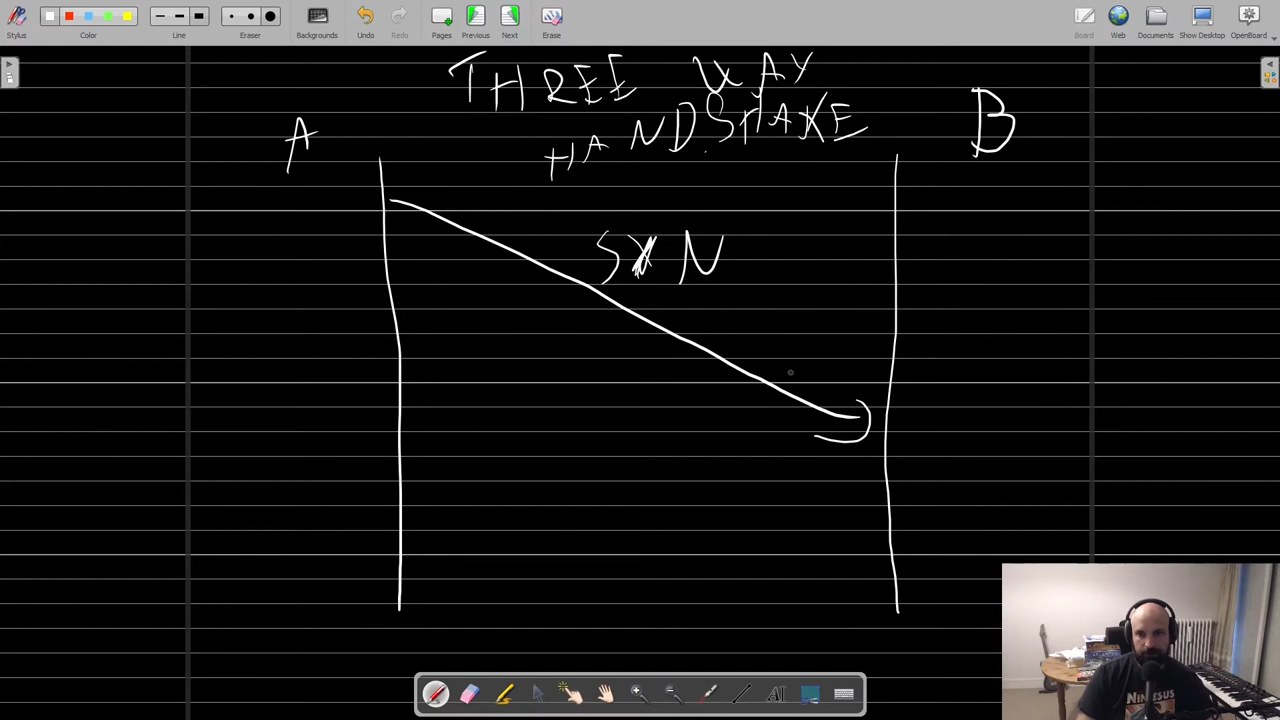 Stylus
Color
Line
Eraser
Backgrounds
Undo
Redo
Pages
Previous
Next
Erase
Board
Web
Documents
Show Desktop
OpenBoard
THREE WAY
HANDSHAKE
A
B
SYN
AI